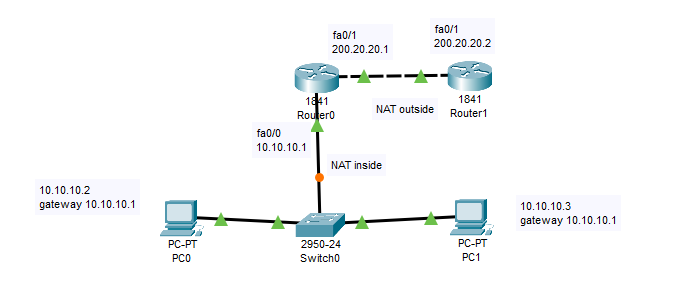 fa0/1
200.20.20.1
fa0/1
200.20.20.2
1841
Router0
1841
Router1
NAT outside
fa0/0
10.10.10.1
NAT inside
10.10.10.2
gateway 10.10.10.1
10.10.10.3
gateway 10.10.10.1
PC-PT
PC0
2950-24
Switch0
PC-PT
PC1